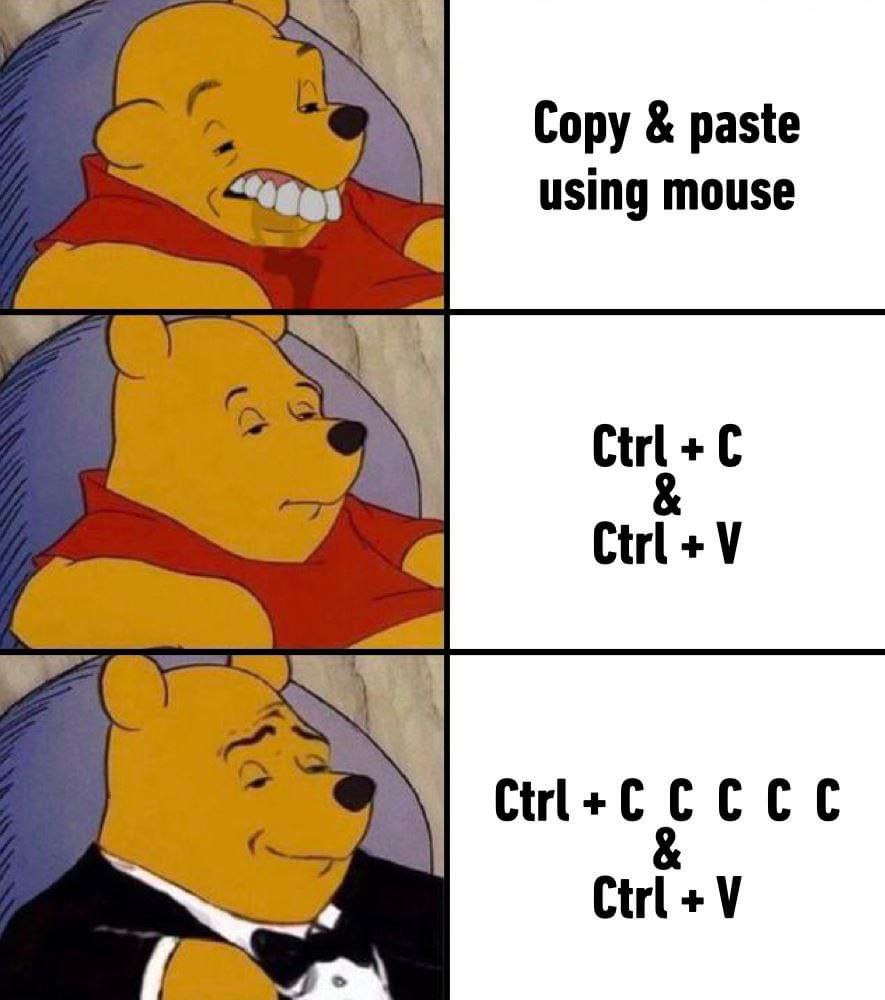 Copy & paste
using mouse
Ctrl + C
&
Ctrl + V
Ctrl + C C C C C
&
Ctrl + V